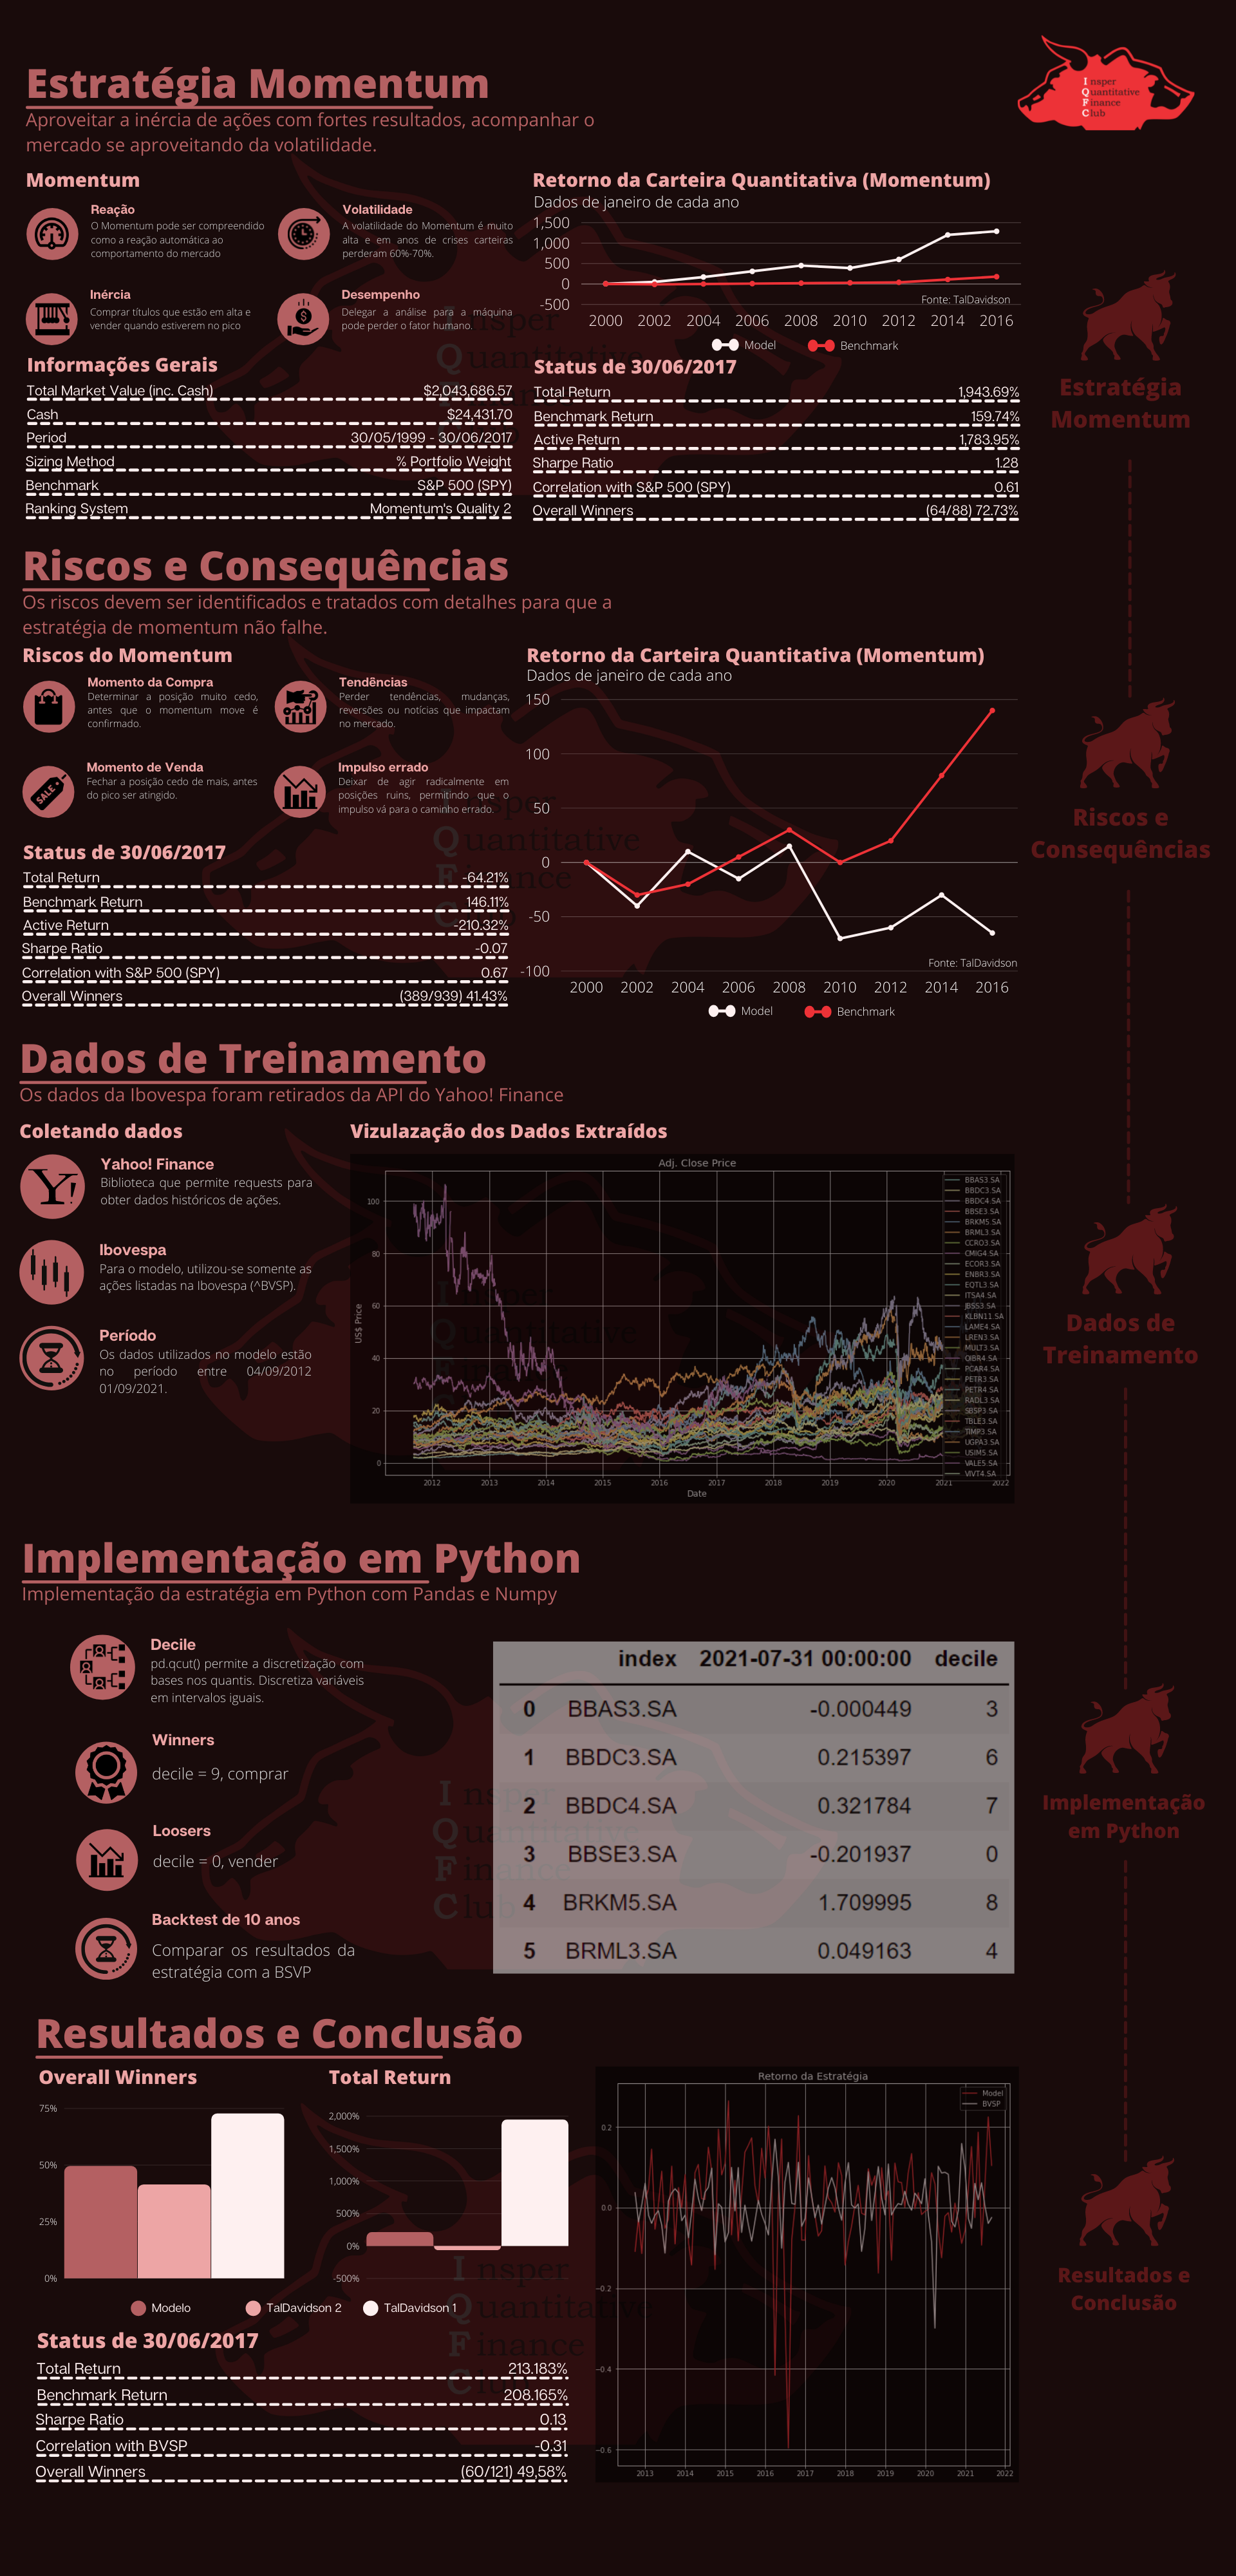 Estratégia Momentum
Aproveitar a inércia de ações com fortes resultados, acompanhar o
mercado se aproveitando da volatilidade.
I nsper
Q uantitative
F inance
C lub
Momentum
Reação
O Momentum pode ser compreendido
como a reação automática ao
comportamento do mercado
Volatilidade
A volatilidade do Momentum é muito
alta e em anos de crises carteiras
perderam 60%-70%.
Inércia
Comprar títulos que estão em alta e
vender quando estiverem no pico
Desempenho
Delegar a análise para a máquina
pode perder o fator humano.
Retorno da Carteira Quantitativa (Momentum)
Dados de janeiro de cada ano
1,500
1,000
500
0
-500
Fonte: TalDavidson
2000 2002 2004 2006 2008 2010 2012 2014 2016
Model Benchmark
Informações Gerais
Total Market Value (inc. Cash) $2,043,686.57
Cash $24,431.70
Period 30/05/1999 - 30/06/2017
Sizing Method % Portfolio Weight
Benchmark S&P 500 (SPY)
Ranking System Momentum's Quality 2
Status de 30/06/2017
Total Return 1,943.69%
Benchmark Return 159.74%
Active Return 1,783.95%
Sharpe Ratio 1.28
Correlation with S&P 500 (SPY) 0.61
Overall Winners (64/88) 72.73%
Estratégia
Momentum
Riscos e Consequências
Os riscos devem ser identificados e tratados com detalhes para que a
estratégia de momentum não falhe.
Riscos do Momentum
Momento da Compra
Determinar a posição muito cedo,
antes que o momentum move é
confirmado.
Tendências
Perder tendências, mudanças,
reversões ou notícias que impactam
no mercado.
SALE
Momento de Venda
Fechar a posição cedo de mais, antes
do pico ser atingido.
Impulso errado
Deixar de agir radicalmente em
posições ruins, permitindo que o
impulso vá para o caminho errado.
Retorno da Carteira Quantitativa (Momentum)
Dados de janeiro de cada ano
150
100
50
0
-50
-100
Fonte: TalDavidson
2000 2002 2004 2006 2008 2010 2012 2014 2016
Model Benchmark
Status de 30/06/2017
Total Return -64.21%
Benchmark Return 146.11%
Active Return -210.32%
Sharpe Ratio -0.07
Correlation with S&P 500 (SPY) 0.67
Overall Winners (389/939) 41.43%
Riscos e
Consequências
Dados de Treinamento
Os dados da Ibovespa foram retirados da API do Yahoo! Finance
Coletando dados
Y!
Yahoo! Finance
Biblioteca que permite requests para
obter dados históricos de ações.
Ibovespa
Para o modelo, utilizou-se somente as
ações listadas na Ibovespa (^BVSP).
Período
Os dados utilizados no modelo estão
no período entre 04/09/2012
01/09/2021.
Vizulazação dos Dados Extraídos
Adj. Close Price
US$ Price
100
80
60
40
20
0
2012 2013 2014 2015 2016 2017 2018 2019 2020 2021 2022
Date
BBAS3.SA
BBDC3.SA
BBDC4.SA
BBSE3.SA
BRKM5.SA
BRML3.SA
CCRO3.SA
CMIG4.SA
ECOR3.SA
ENBR3.SA
EQTL3.SA
ITSA4.SA
JBSS3.SA
KLBN11.SA
LAME4.SA
LREN3.SA
MULT3.SA
OIBR4.SA
PCAR4.SA
PETR3.SA
PETR4.SA
RADL3.SA
SBSP3.SA
TBLE3.SA
TIMP3.SA
UGPA3.SA
USIM5.SA
VALE5.SA
VIVT4.SA
Dados de
Treinamento
Implementação em Python
Implementação da estratégia em Python com Pandas e Numpy
Decile
pd.qcut() permite a discretização com
bases nos quantis. Discretiza variáveis
em intervalos iguais.
Winners
decile = 9, comprar
Loosers
decile = 0, vender
Backtest de 10 anos
Comparar os resultados da
estratégia com a BSVP
index 2021-07-31 00:00:00 decile
0 BBAS3.SA -0.000449 3
1 BBDC3.SA 0.215397 6
2 BBDC4.SA 0.321784 7
3 BBSE3.SA -0.201937 0
4 BRKM5.SA 1.709995 8
5 BRML3.SA 0.049163 4
Implementação
em Python
Resultados e Conclusão
Overall Winners
75%
50%
25%
0%
Total Return
2,000%
1,500%
1,000%
500%
0%
-500%
Modelo TalDavidson 2 TalDavidson 1
Retorno da Estratégia
Model
BVSP
0.2
0.0
-0.2
-0.4
-0.6
2013 2014 2015 2016 2017 2018 2019 2020 2021 2022
Status de 30/06/2017
Total Return 213.183%
Benchmark Return 208.165%
Sharpe Ratio 0.13
Correlation with BVSP -0.31
Overall Winners (60/121) 49,58%
Resultados e
Conclusão